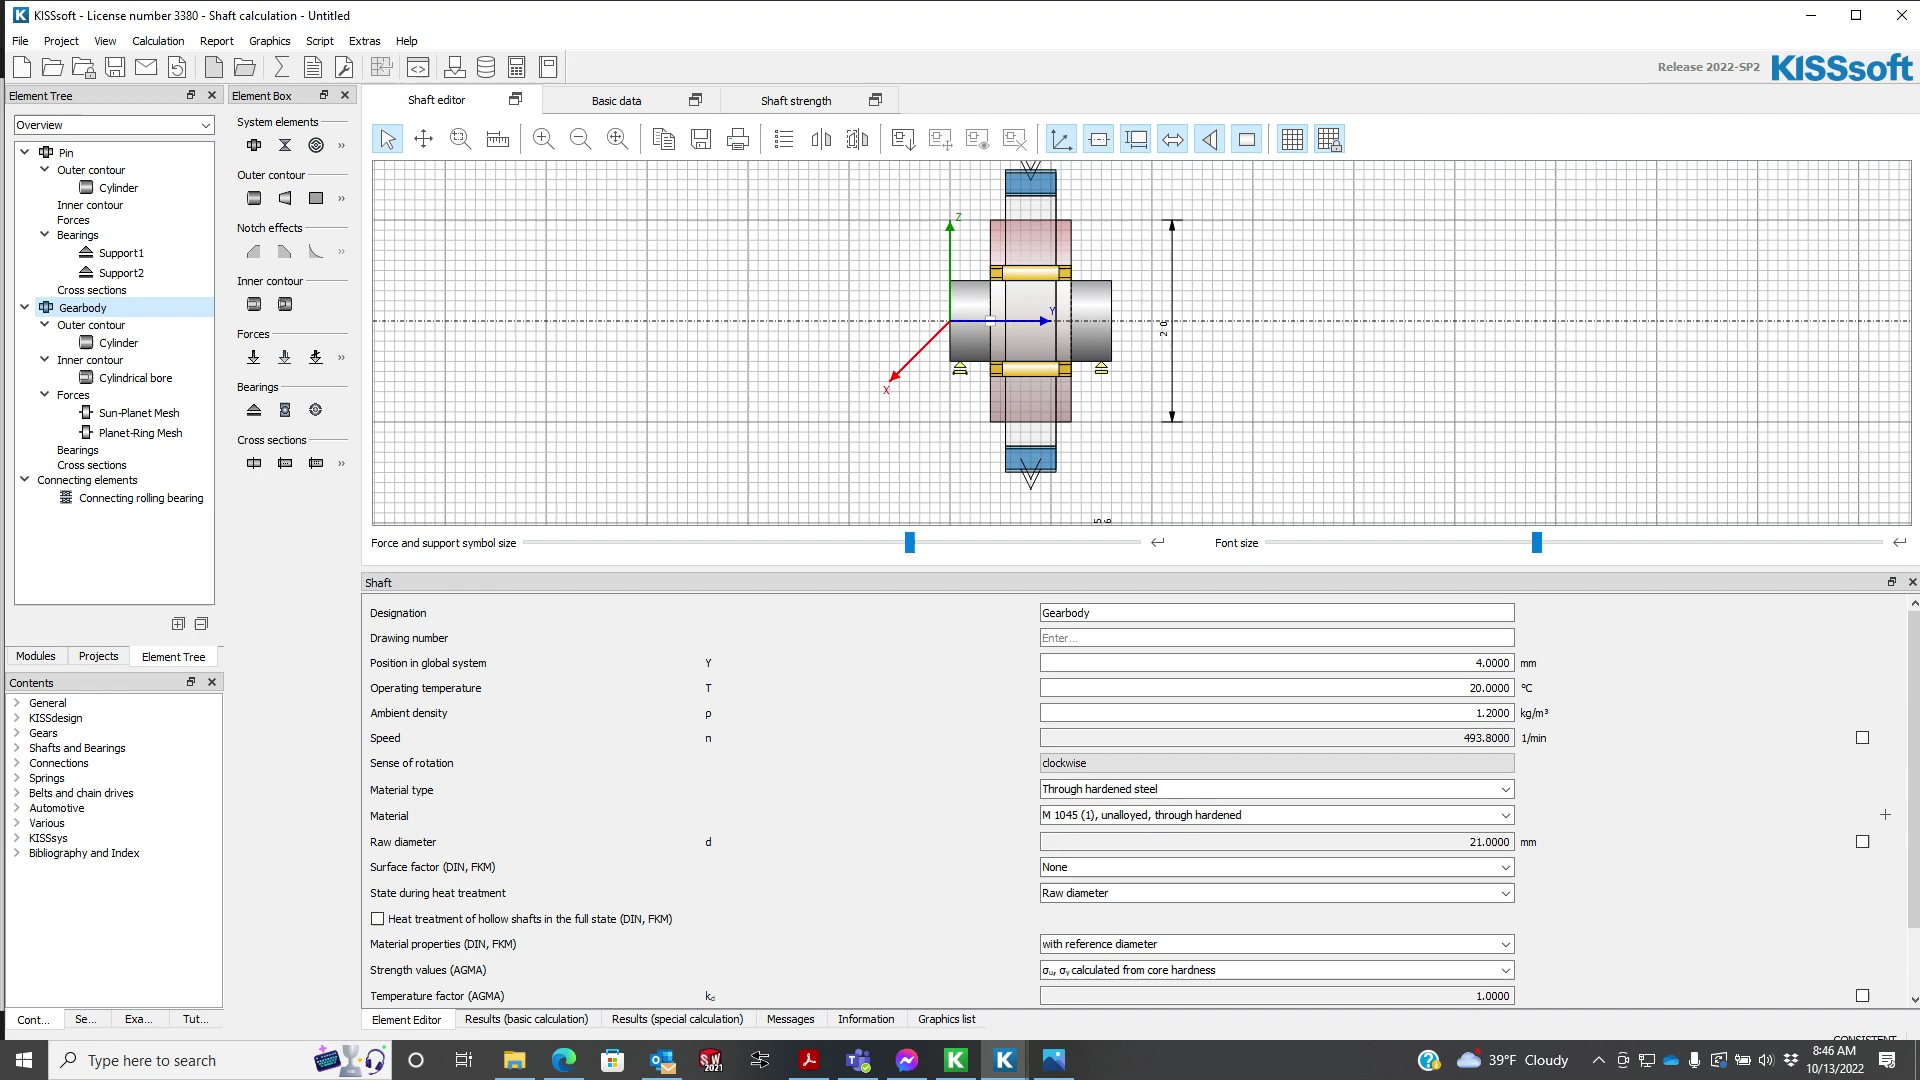 KISSsoft - License number 3380 - Shaft calculation - Untitled
File Project View Calculation Report Graphics Script Extras Help
Release 2022-SP2 KISSsoft
Element Tree
Overview
Pin
Outer contour
Cylinder
Inner contour
Forces
Bearings
Support1
Support2
Cross sections
Gearbody
Outer contour
Cylinder
Inner contour
Cylindrical bore
Forces
Sun-Planet Mesh
Planet-Ring Mesh
Bearings
Cross sections
Connecting elements
Connecting rolling bearing
Modules Projects Element Tree
Contents
General
KISSdesign
Gears
Shafts and Bearings
Connections
Springs
Belts and chain drives
Automotive
Various
KISSsys
Bibliography and Index
Cont... Se... Exa... Tut...
Element Box
System elements
Outer contour
Notch effects
Inner contour
Forces
Bearings
Cross sections
Shaft editor Basic data Shaft strength
Z
Y
X
20
56
Force and support symbol size Font size
Shaft
Designation Gearbody
Drawing number Enter...
Position in global system Y 4.0000 mm
Operating temperature T 20.0000 °C
Ambient density ρ 1.2000 kg/m³
Speed n 493.8000 1/min
Sense of rotation clockwise
Material type Through hardened steel
Material M 1045 (1), unalloyed, through hardened
Raw diameter d 21.0000 mm
Surface factor (DIN, FKM) None
State during heat treatment Raw diameter
Heat treatment of hollow shafts in the full state (DIN, FKM)
Material properties (DIN, FKM) with reference diameter
Strength values (AGMA) σu, σy calculated from core hardness
Temperature factor (AGMA) kd 1.0000
Element Editor Results (basic calculation) Results (special calculation) Messages Information Graphics list
CONSISTENT
Type here to search
SW 2021
39°F Cloudy
8:46 AM
10/13/2022